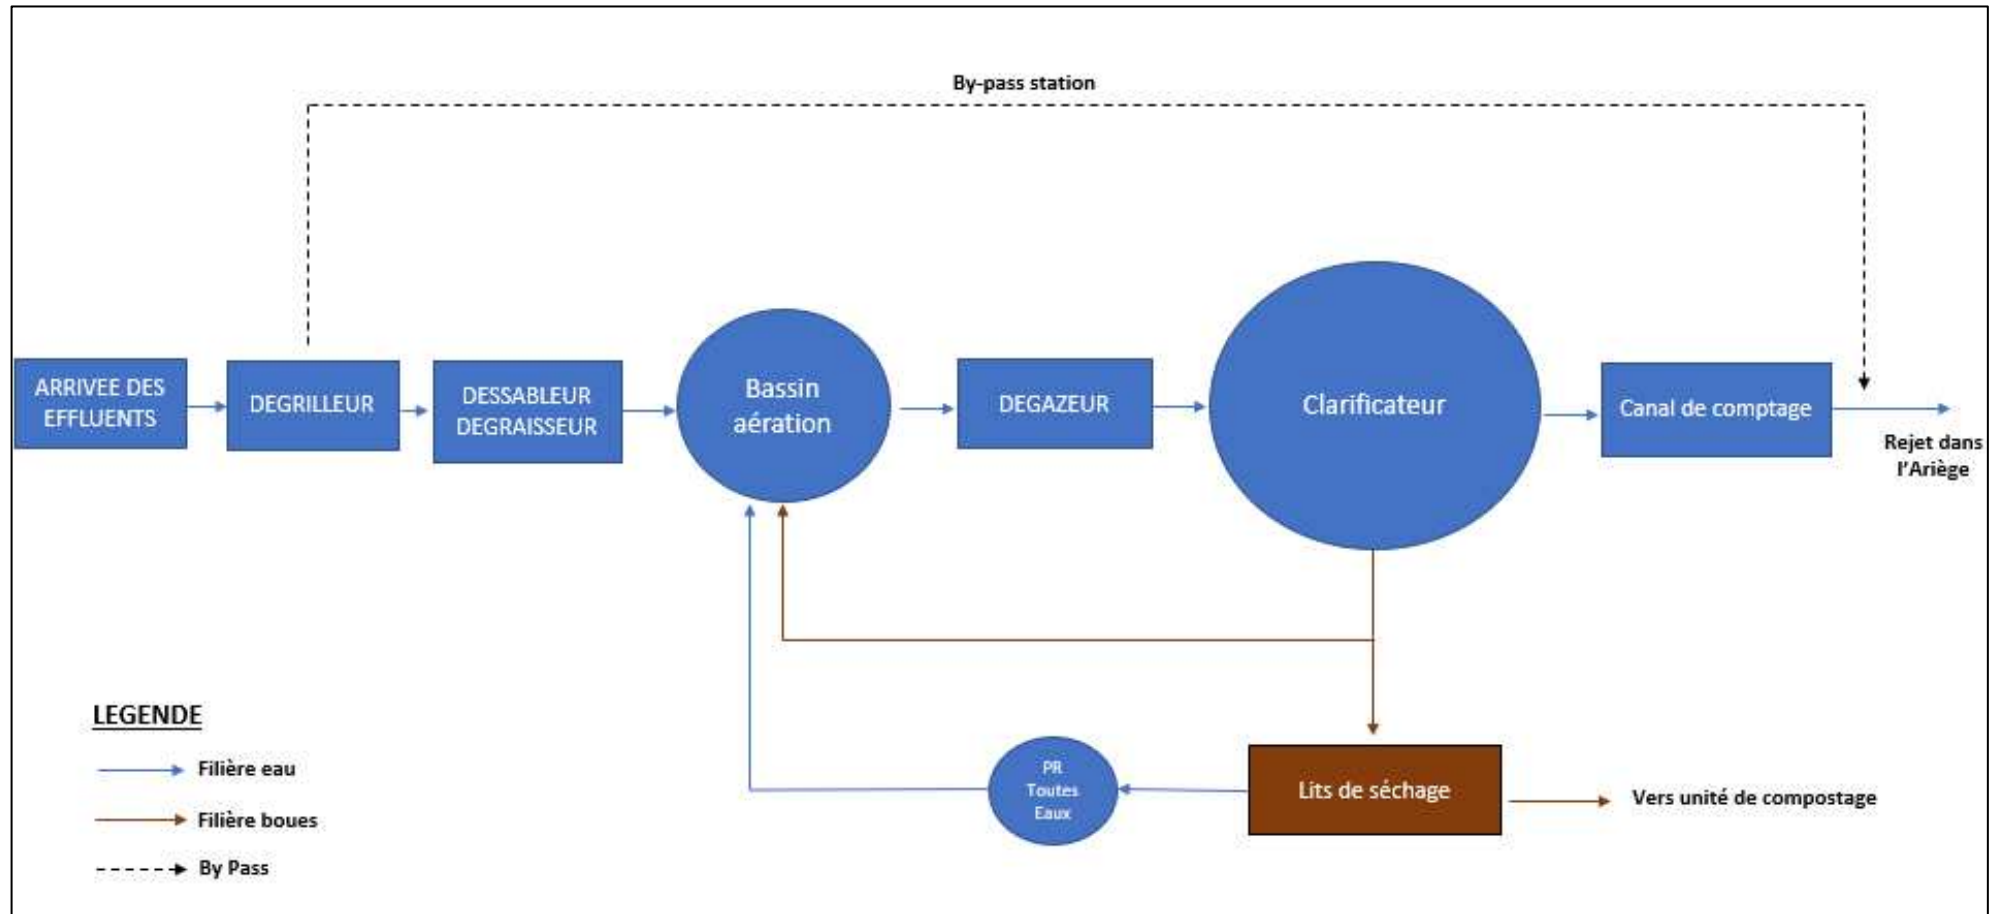 By-pass station
ARRIVEE DES
EFFLUENTS
DEGRILLEUR
DESSABLEUR
DEGRAISSEUR
Bassin
aération
DEGAZEUR
Clarificateur
Canal de comptage
Rejet dans
l'Ariège
LEGENDE
Filière eau
Filière boues
By Pass
PR
Toutes
Eaux
Lits de séchage
Vers unité de compostage